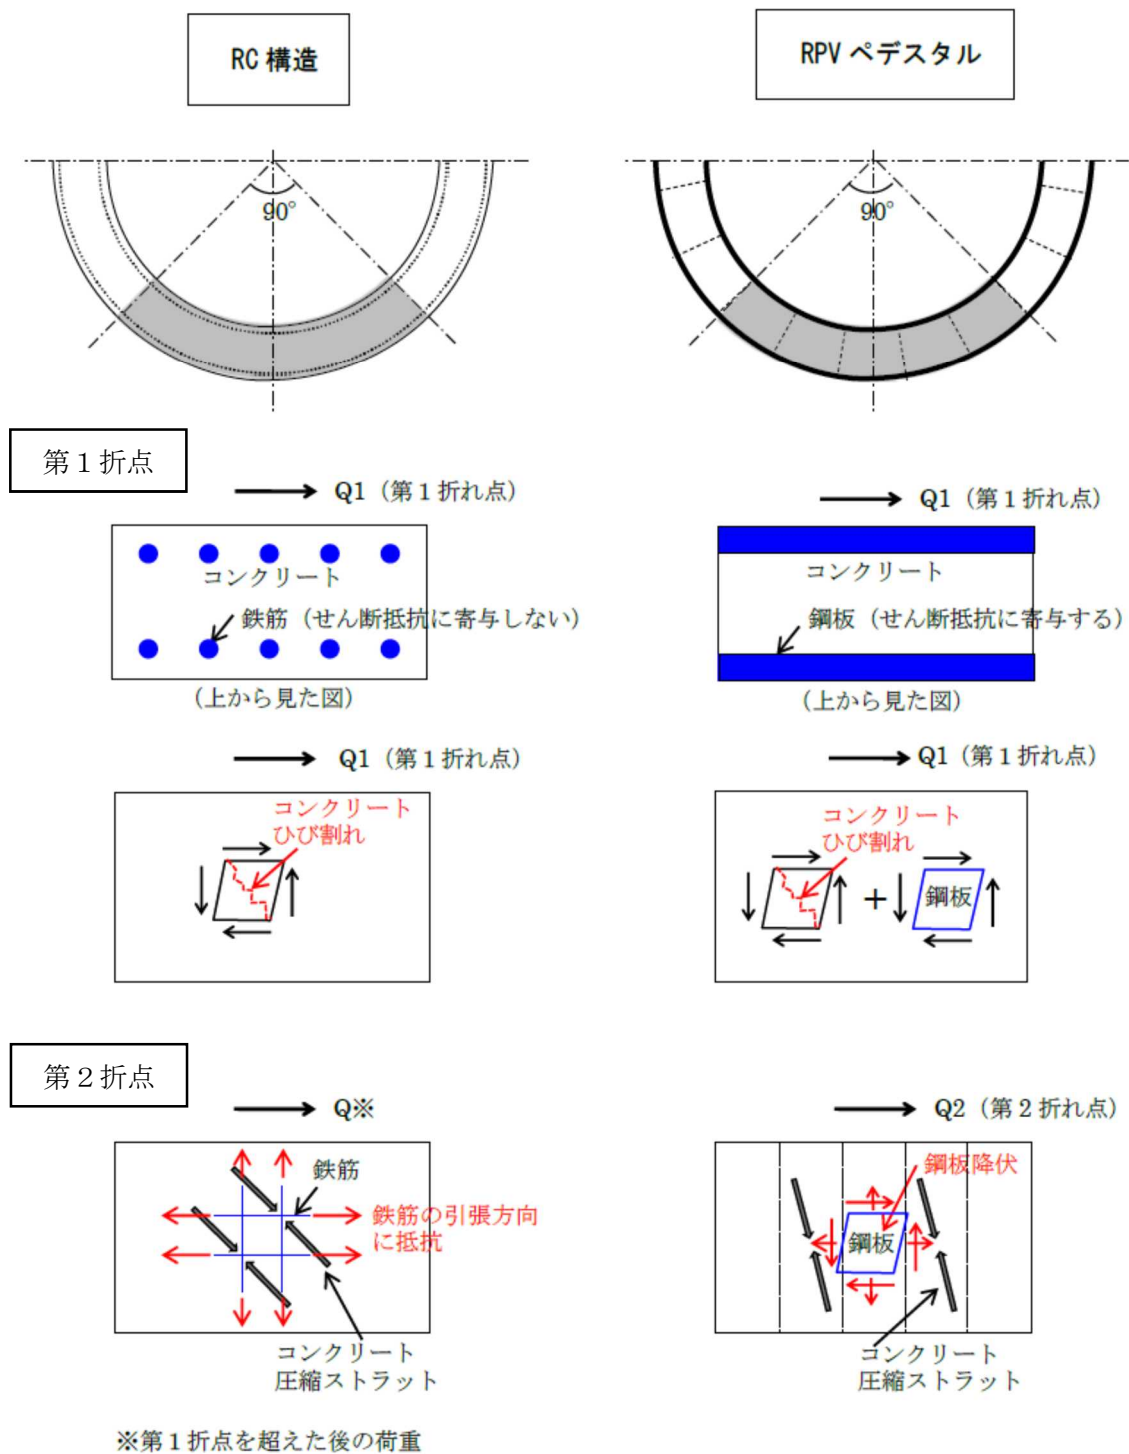 RC 構造
RPV ペデスタル
90°
90°
第１折点
Q1（第１折れ点）
Q1（第１折れ点）
コンクリート
コンクリート
鉄筋（せん断抵抗に寄与しない）
鋼板（せん断抵抗に寄与する）
（上から見た図）
（上から見た図）
Q1（第１折れ点）
Q1（第１折れ点）
コンクリート
ひび割れ
コンクリート
ひび割れ
+
鋼板
第２折点
Q※
Q2（第２折れ点）
鉄筋
鉄筋の引張方向
に抵抗
鋼板降伏
鋼板
コンクリート
圧縮ストラット
コンクリート
圧縮ストラット
※第１折点を超えた後の荷重